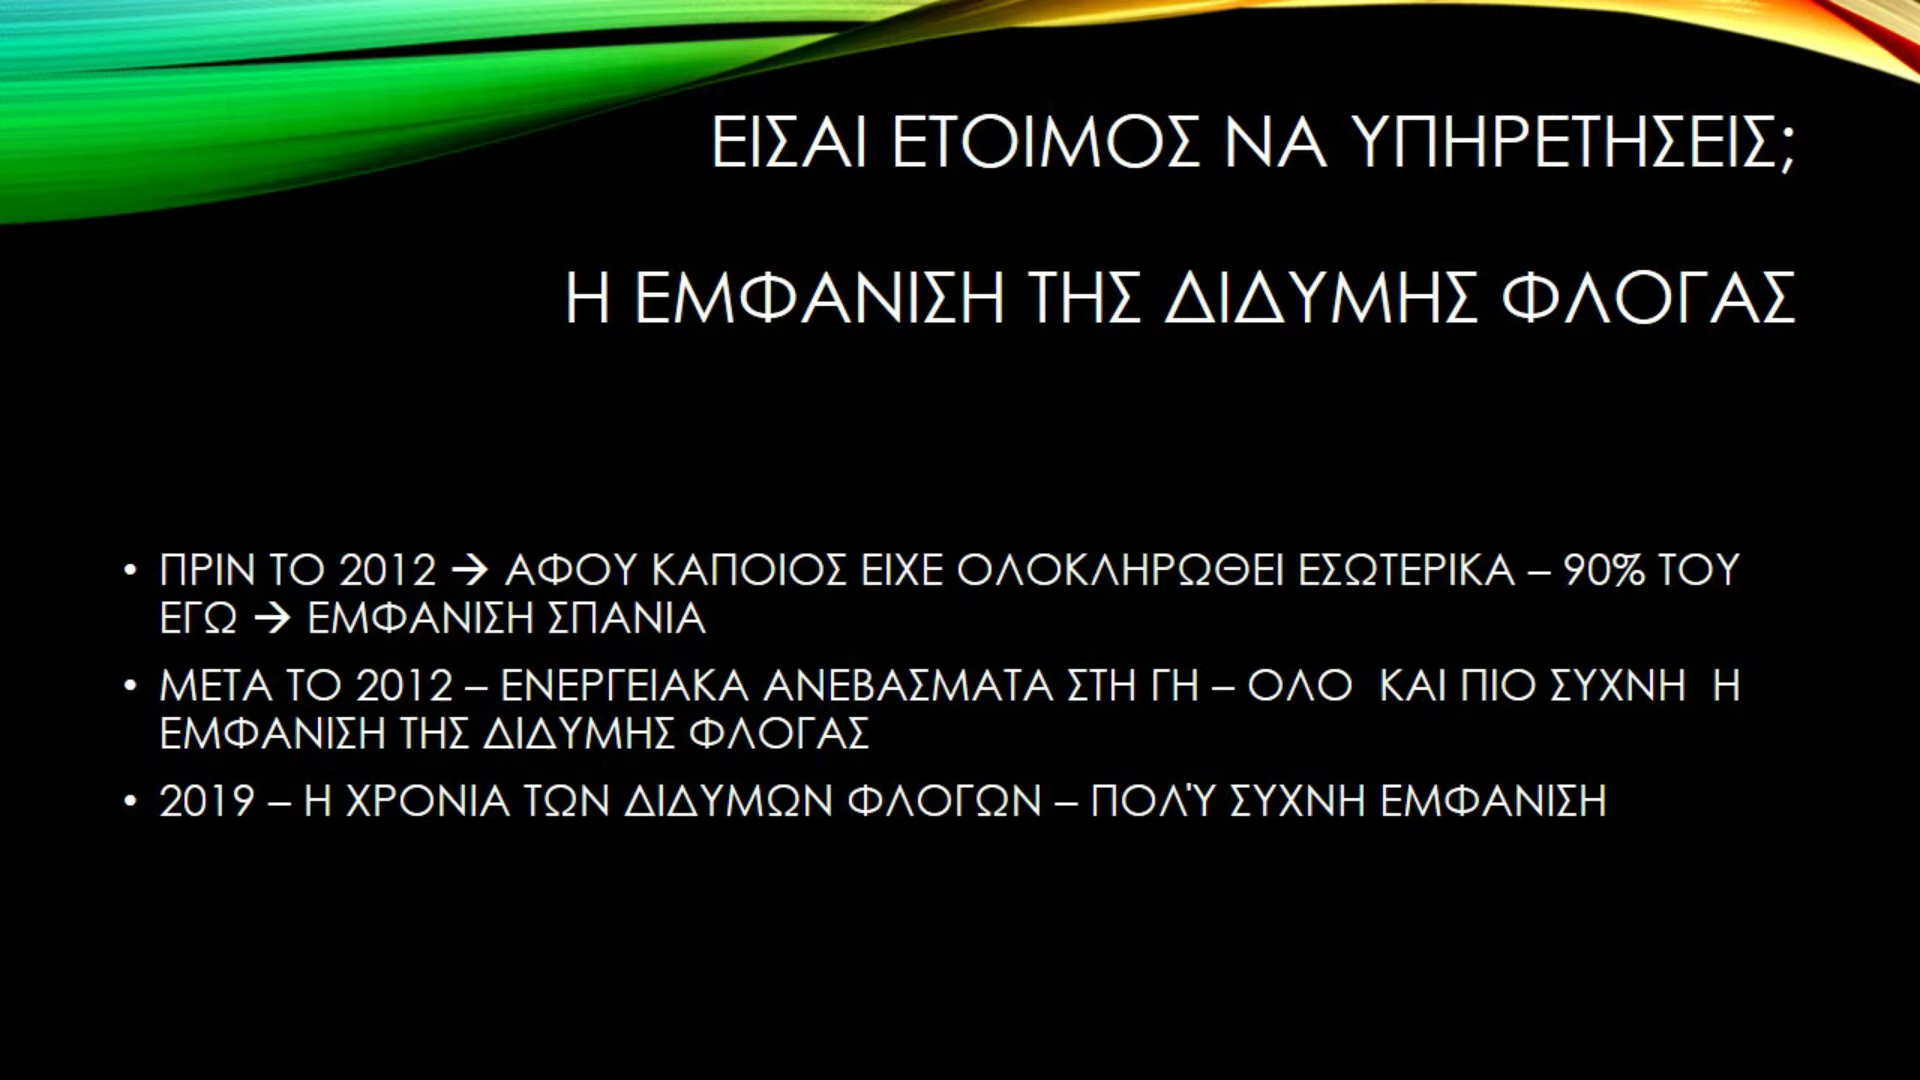 ΕΙΣΑΙ ΕΤΟΙΜΟΣ ΝΑ ΥΠΗΡΕΤΗΣΕΙΣ;
Η ΕΜΦΑΝΙΣΗ ΤΗΣ ΔΙΔΥΜΗΣ ΦΛΟΓΑΣ
• ΠΡΙΝ ΤΟ 2012 → ΑΦΟΥ ΚΑΠΟΙΟΣ ΕΙΧΕ ΟΛΟΚΛΗΡΩΘΕΙ ΕΣΩΤΕΡΙΚΑ – 90% ΤΟΥ
ΕΓΩ → ΕΜΦΑΝΙΣΗ ΣΠΑΝΙΑ
• ΜΕΤΑ ΤΟ 2012 – ΕΝΕΡΓΕΙΑΚΑ ΑΝΕΒΑΣΜΑΤΑ ΣΤΗ ΓΗ – ΟΛΟ  ΚΑΙ ΠΙΟ ΣΥΧΝΗ  Η
ΕΜΦΑΝΙΣΗ ΤΗΣ ΔΙΔΥΜΗΣ ΦΛΟΓΑΣ
• 2019 – Η ΧΡΟΝΙΑ ΤΩΝ ΔΙΔΥΜΩΝ ΦΛΟΓΩΝ – ΠΟΛΎ ΣΥΧΝΗ ΕΜΦΑΝΙΣΗ